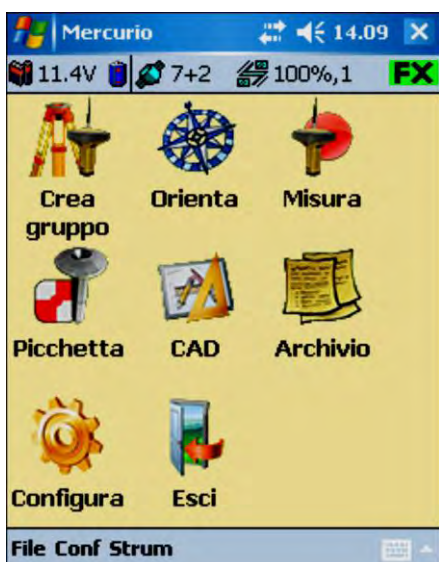 Mercurio 14.09
11.4V 7+2 100%,1 FX
Crea gruppo Orienta Misura
Picchetta CAD Archivio
Configura Esci
File Conf Strum